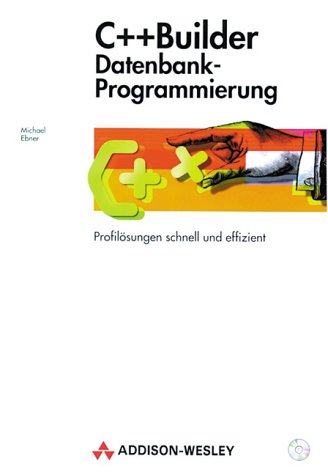 C++Builder
Datenbank-
Programmierung
Michael
Ebner
C++
Profilösungen schnell und effizient
ADDISON-WESLEY